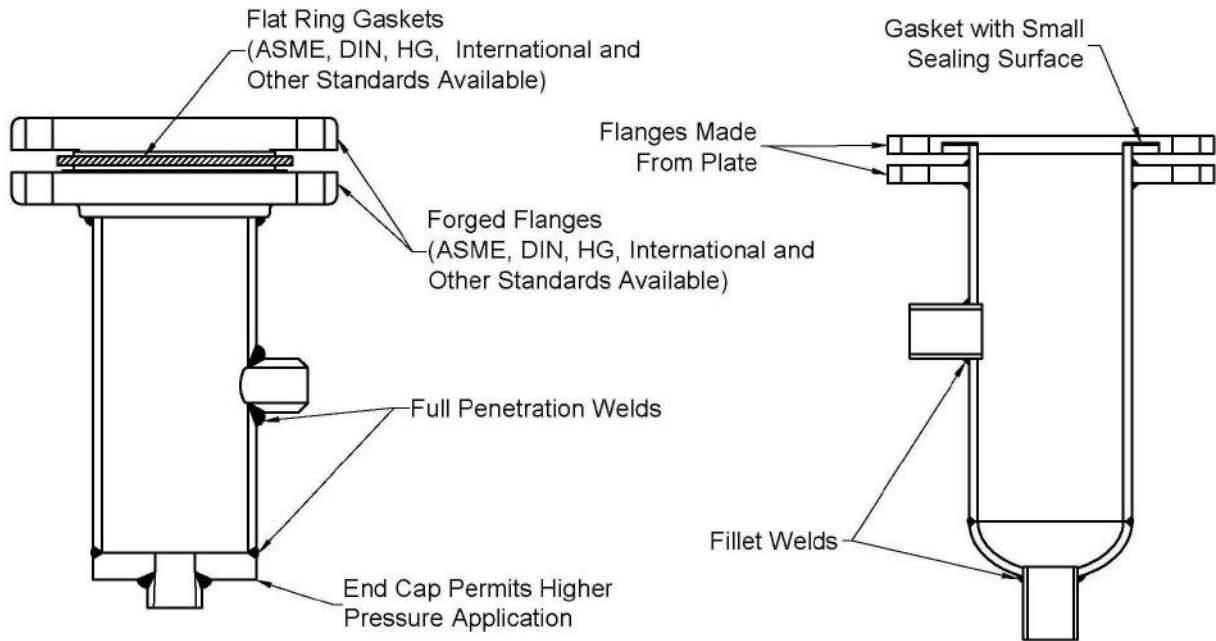 Flat Ring Gaskets
(ASME, DIN, HG, International and
Other Standards Available)
Forged Flanges
(ASME, DIN, HG, International and
Other Standards Available)
Full Penetration Welds
End Cap Permits Higher
Pressure Application
Gasket with Small
Sealing Surface
Flanges Made
From Plate
Fillet Welds